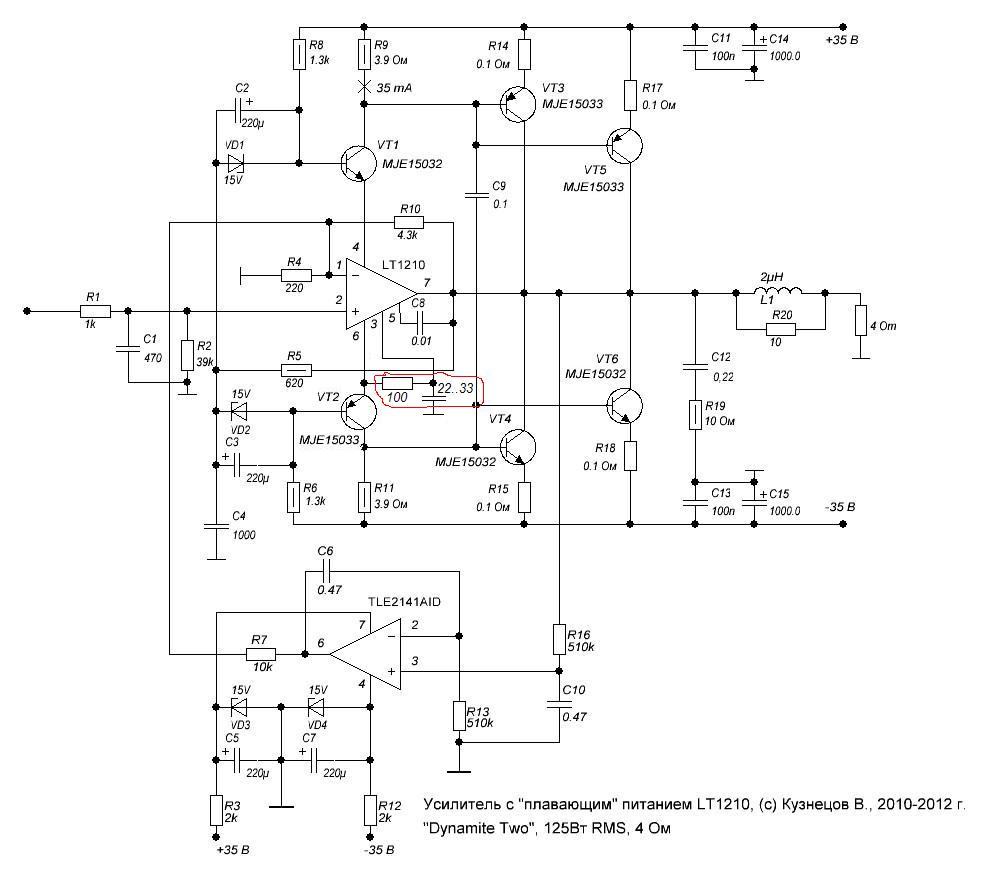 R8
1.3k
R9
3.9 Ом
35 mA
R14
0.1 Ом
C11
100n
+ C14
1000.0
+35 В
C2
+
220µ
VT3
MJE15033
R17
0.1 Ом
VD1
15V
VT1
MJE15032
VT5
MJE15033
C9
0.1
R10
4.3k
4
LT1210
R4
220
1
−
7
2µH
L1
R1
1k
2
+
3
5
C8
0.01
6
R20
10
4 Om
C1
470
R2
39k
R5
620
VT6
MJE15032
C12
0,22
100
22..33
15V
VD2
VT2
MJE15033
VT4
MJE15032
R19
10 Ом
C3
+
220µ
R18
0.1 Ом
R6
1.3k
R11
3.9 Ом
R15
0.1 Ом
C13
100n
+ C15
1000.0
-35 В
C4
1000
C6
0.47
TLE2141AID
7
2
−
6
3
+
4
R7
10k
R16
510k
C10
0.47
R13
510k
15V
VD3
15V
VD4
C5
+
220µ
C7
+
220µ
R3
2k
R12
2k
+35 В
-35 В
Усилитель с "плавающим" питанием LT1210, (с) Кузнецов В., 2010-2012 г.
"Dynamite Two", 125Вт RMS, 4 Ом